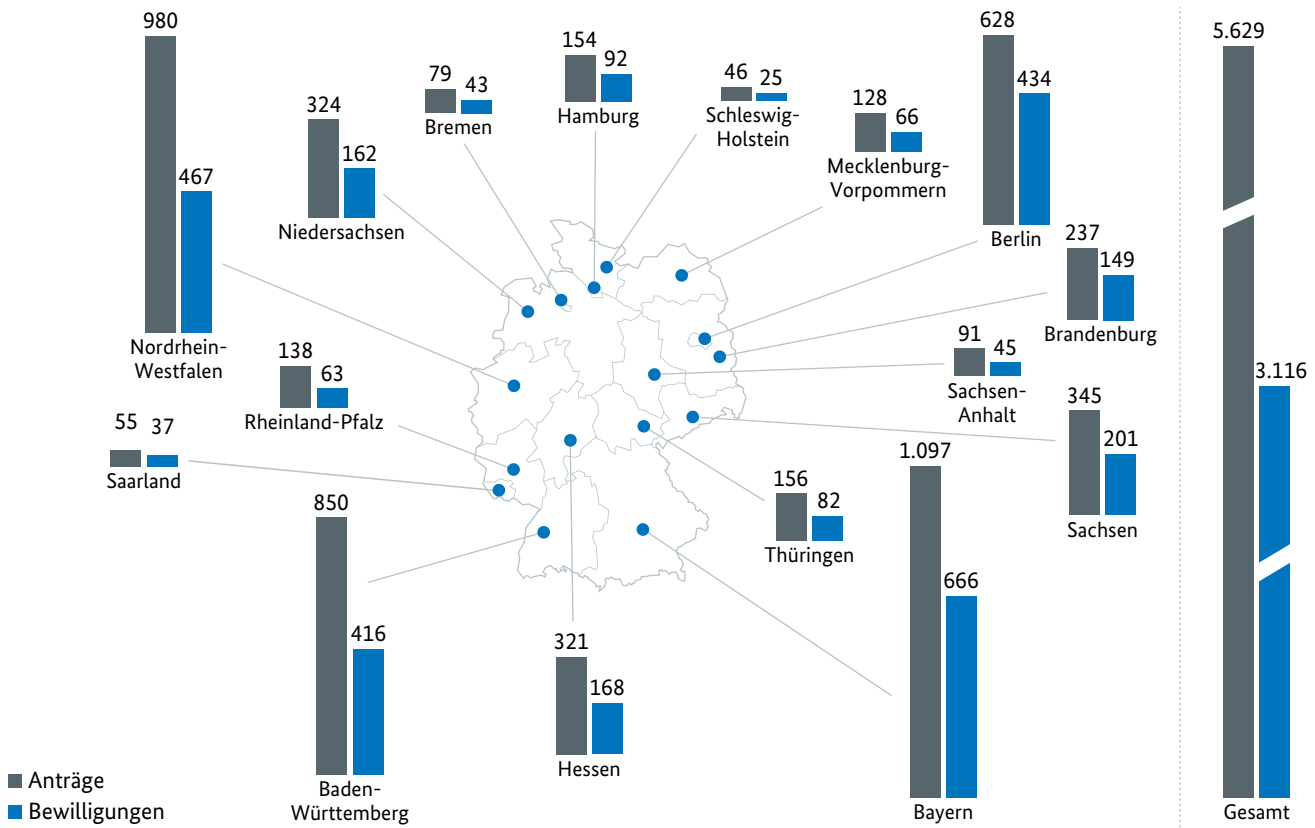 980
467
Nordrhein-
Westfalen
324
162
Niedersachsen
79
43
Bremen
154
92
Hamburg
46
25
Schleswig-
Holstein
128
66
Mecklenburg-
Vorpommern
628
434
Berlin
237
149
Brandenburg
91
45
Sachsen-
Anhalt
345
201
Sachsen
138
63
Rheinland-Pfalz
55
37
Saarland
850
416
Baden-
Württemberg
321
168
Hessen
156
82
Thüringen
1.097
666
Bayern
5.629
3.116
Gesamt
Anträge
Bewilligungen